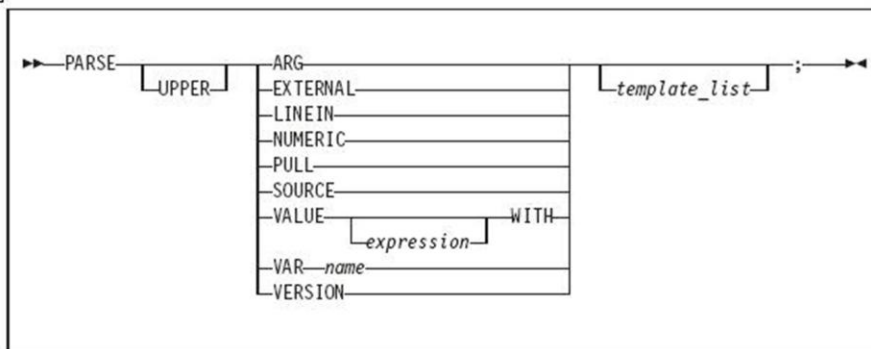 PARSE ARG ;
UPPER EXTERNAL template_list
LINEIN
NUMERIC
PULL
SOURCE
VALUE WITH
expression
VAR name
VERSION